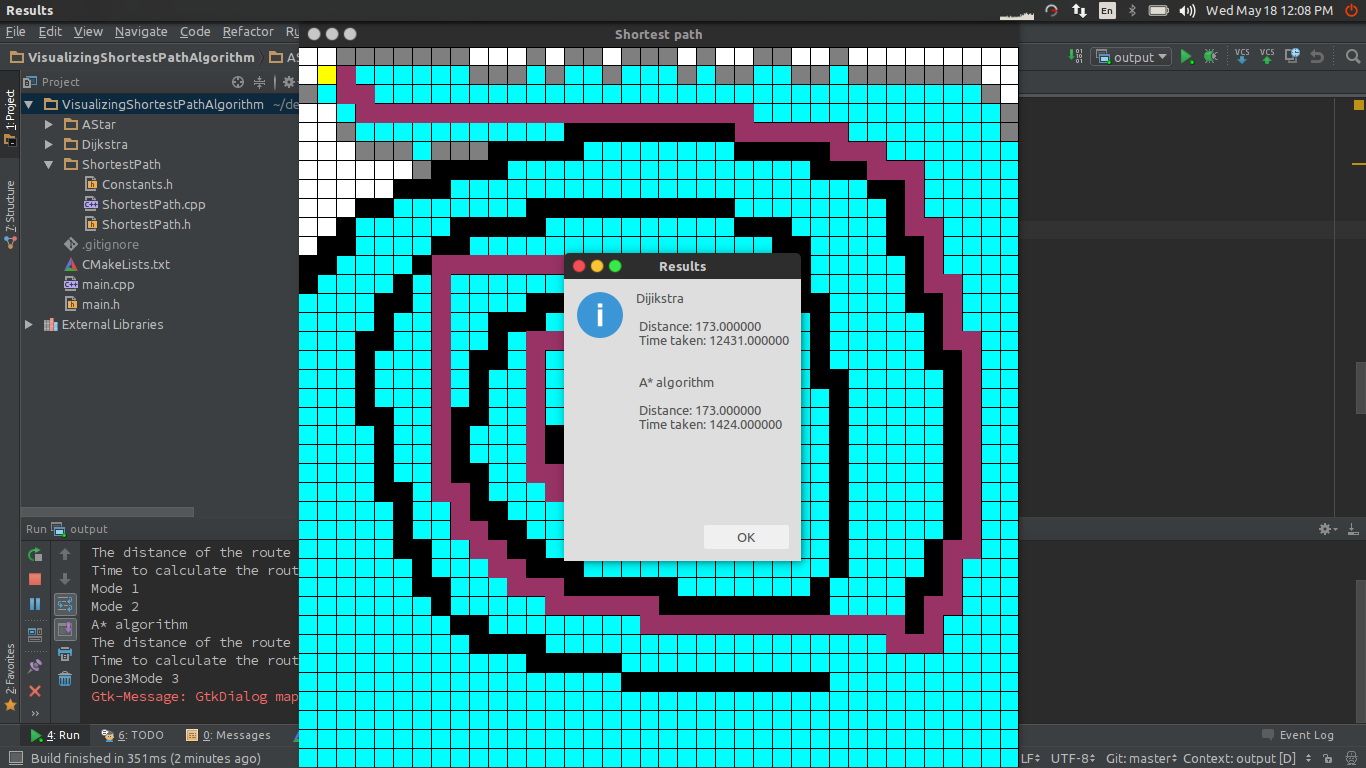 Results
En
Wed May 18 12:08 PM
File Edit View Navigate Code Refactor Ru
Shortest path
VisualizingShortestPathAlgorithm
AS
output
VCS
VCS
1: Project
7: Structure
2: Favorites
Project
VisualizingShortestPathAlgorithm ~/de
AStar
Dijkstra
ShortestPath
Constants.h
ShortestPath.cpp
ShortestPath.h
.gitignore
CMakeLists.txt
main.cpp
main.h
External Libraries
Results
Dijikstra
Distance: 173.000000
Time taken: 12431.000000
A* algorithm
Distance: 173.000000
Time taken: 1424.000000
OK
Run output
The distance of the route
Time to calculate the rout
Mode 1
Mode 2
A* algorithm
The distance of the route
Time to calculate the rout
Done3Mode 3
Gtk-Message: GtkDialog map
4: Run 6: TODO 0: Messages
Event Log
Build finished in 351ms (2 minutes ago)
LF UTF-8 Git: master Context: output [D]